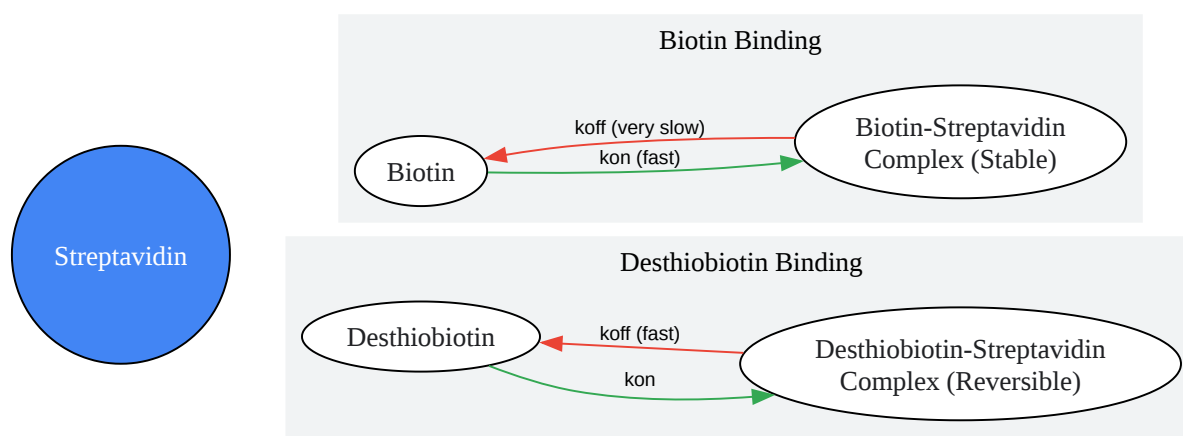 Streptavidin
Biotin Binding
koff (very slow)
kon (fast)
Biotin
Biotin-Streptavidin
Complex (Stable)
Desthiobiotin Binding
koff (fast)
kon
Desthiobiotin
Desthiobiotin-Streptavidin
Complex (Reversible)